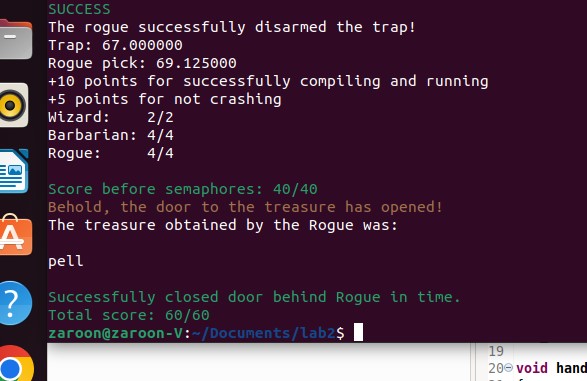 SUCCESS
The rogue successfully disarmed the trap!
Trap: 67.000000
Rogue pick: 69.125000
+10 points for successfully compiling and running
+5 points for not crashing
Wizard:    2/2
Barbarian: 4/4
Rogue:     4/4
Score before semaphores: 40/40
Behold, the door to the treasure has opened!
The treasure obtained by the Rogue was:
pell
Successfully closed door behind Rogue in time.
Total score: 60/60
zaroon@zaroon-V:~/Documents/lab2$
19
20 void hand